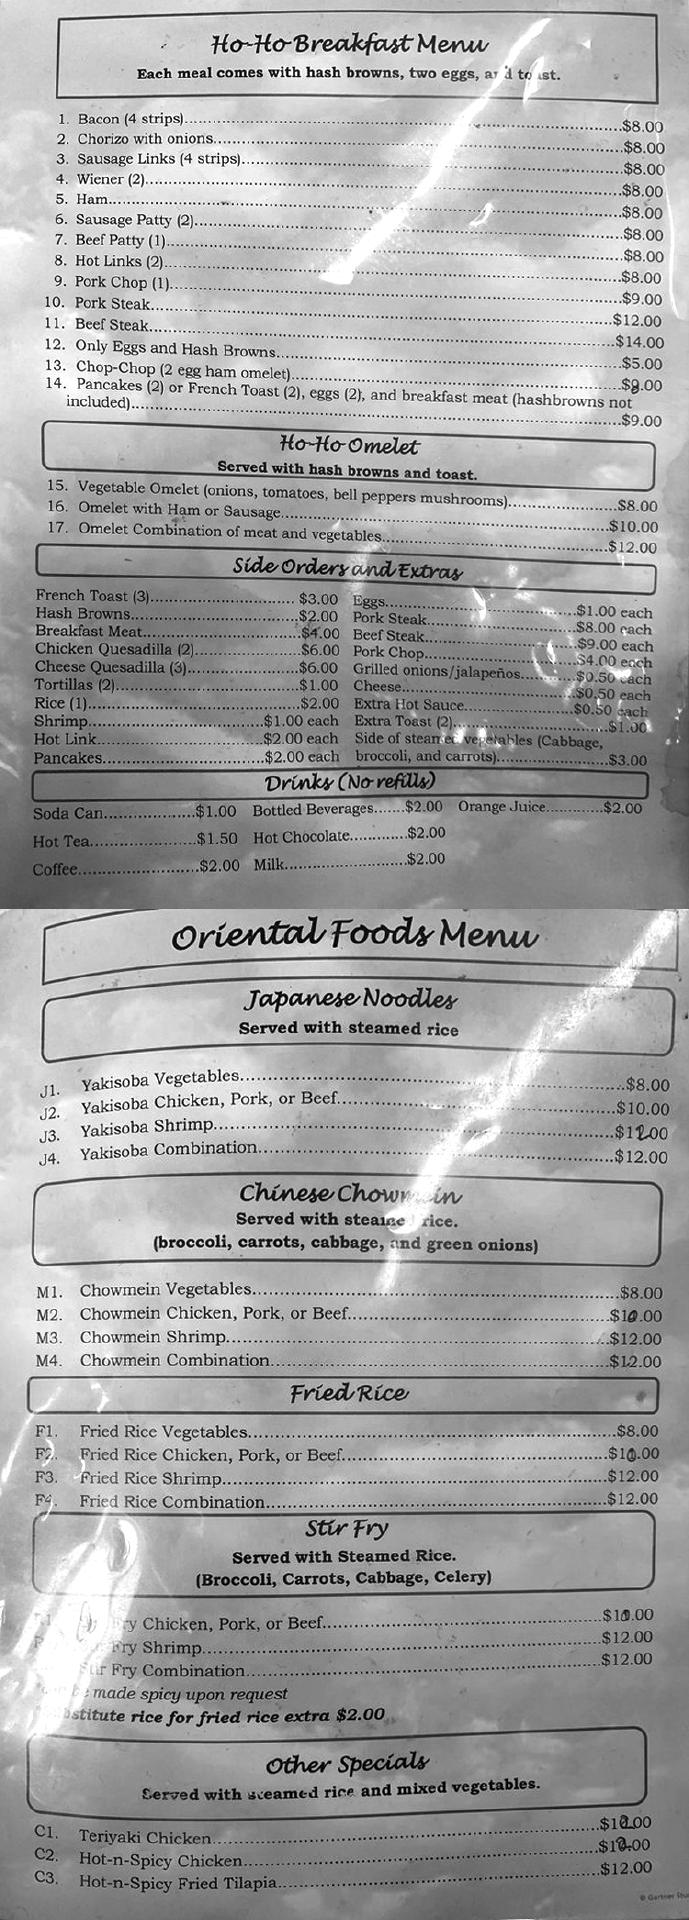 Ho-Ho Breakfast Menu
Each meal comes with hash browns, two eggs, and toast.
1. Bacon (4 strips)...$8.00
2. Chorizo with onions...$8.00
3. Sausage Links (4 strips)...$8.00
4. Wiener (2)...$8.00
5. Ham...$8.00
6. Sausage Patty (2)...$8.00
7. Beef Patty (1)...$8.00
8. Hot Links (2)...$8.00
9. Pork Chop (1)...$9.00
10. Pork Steak...$12.00
11. Beef Steak...$14.00
12. Only Eggs and Hash Browns...$5.00
13. Chop-Chop (2 egg ham omelet)...$9.00
14. Pancakes (2) or French Toast (2), eggs (2), and breakfast meat (hashbrowns not
included)...$9.00
Ho-Ho Omelet
Served with hash browns and toast.
15. Vegetable Omelet (onions, tomatoes, bell peppers mushrooms)...$8.00
16. Omelet with Ham or Sausage...$10.00
17. Omelet Combination of meat and vegetables...$12.00
Side Orders and Extras
French Toast (3)...$3.00 Eggs...$1.00 each
Hash Browns...$2.00 Pork Steak...$8.00 each
Breakfast Meat...$4.00 Beef Steak...$9.00 each
Chicken Quesadilla (2)...$6.00 Pork Chop...$4.00 each
Cheese Quesadilla (3)...$6.00 Grilled onions/jalapeños...$0.50 each
Tortillas (2)...$1.00 Cheese...$0.50 each
Rice (1)...$2.00 Extra Hot Sauce...$0.50 each
Shrimp...$1.00 each Extra Toast (2)...$1.00
Hot Link...$2.00 each Side of steamed vegetables (Cabbage,
Pancakes...$2.00 each broccoli, and carrots)...$3.00
Drinks (No refills)
Soda Can...$1.00 Bottled Beverages...$2.00 Orange Juice...$2.00
Hot Tea...$1.50 Hot Chocolate...$2.00
Coffee...$2.00 Milk...$2.00
Oriental Foods Menu
Japanese Noodles
Served with steamed rice
J1. Yakisoba Vegetables...$8.00
J2. Yakisoba Chicken, Pork, or Beef...$10.00
J3. Yakisoba Shrimp...$12.00
J4. Yakisoba Combination...$12.00
Chinese Chowmein
Served with steamed rice.
(broccoli, carrots, cabbage, and green onions)
M1. Chowmein Vegetables...$8.00
M2. Chowmein Chicken, Pork, or Beef...$10.00
M3. Chowmein Shrimp...$12.00
M4. Chowmein Combination...$12.00
Fried Rice
F1. Fried Rice Vegetables...$8.00
F2. Fried Rice Chicken, Pork, or Beef...$10.00
F3. Fried Rice Shrimp...$12.00
F4. Fried Rice Combination...$12.00
Stir Fry
Served with Steamed Rice.
(Broccoli, Carrots, Cabbage, Celery)
Fry Chicken, Pork, or Beef...$10.00
Fry Shrimp...$12.00
Stir Fry Combination...$12.00
be made spicy upon request
Substitute rice for fried rice extra $2.00
Other Specials
Served with steamed rice and mixed vegetables.
C1. Teriyaki Chicken...$12.00
C2. Hot-n-Spicy Chicken...$12.00
C3. Hot-n-Spicy Fried Tilapia...$12.00
© Gartner